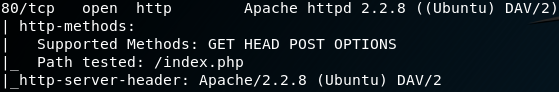 80/tcp   open  http        Apache httpd 2.2.8 ((Ubuntu) DAV/2)
| http-methods:
|   Supported Methods: GET HEAD POST OPTIONS
|_  Path tested: /index.php
|_http-server-header: Apache/2.2.8 (Ubuntu) DAV/2